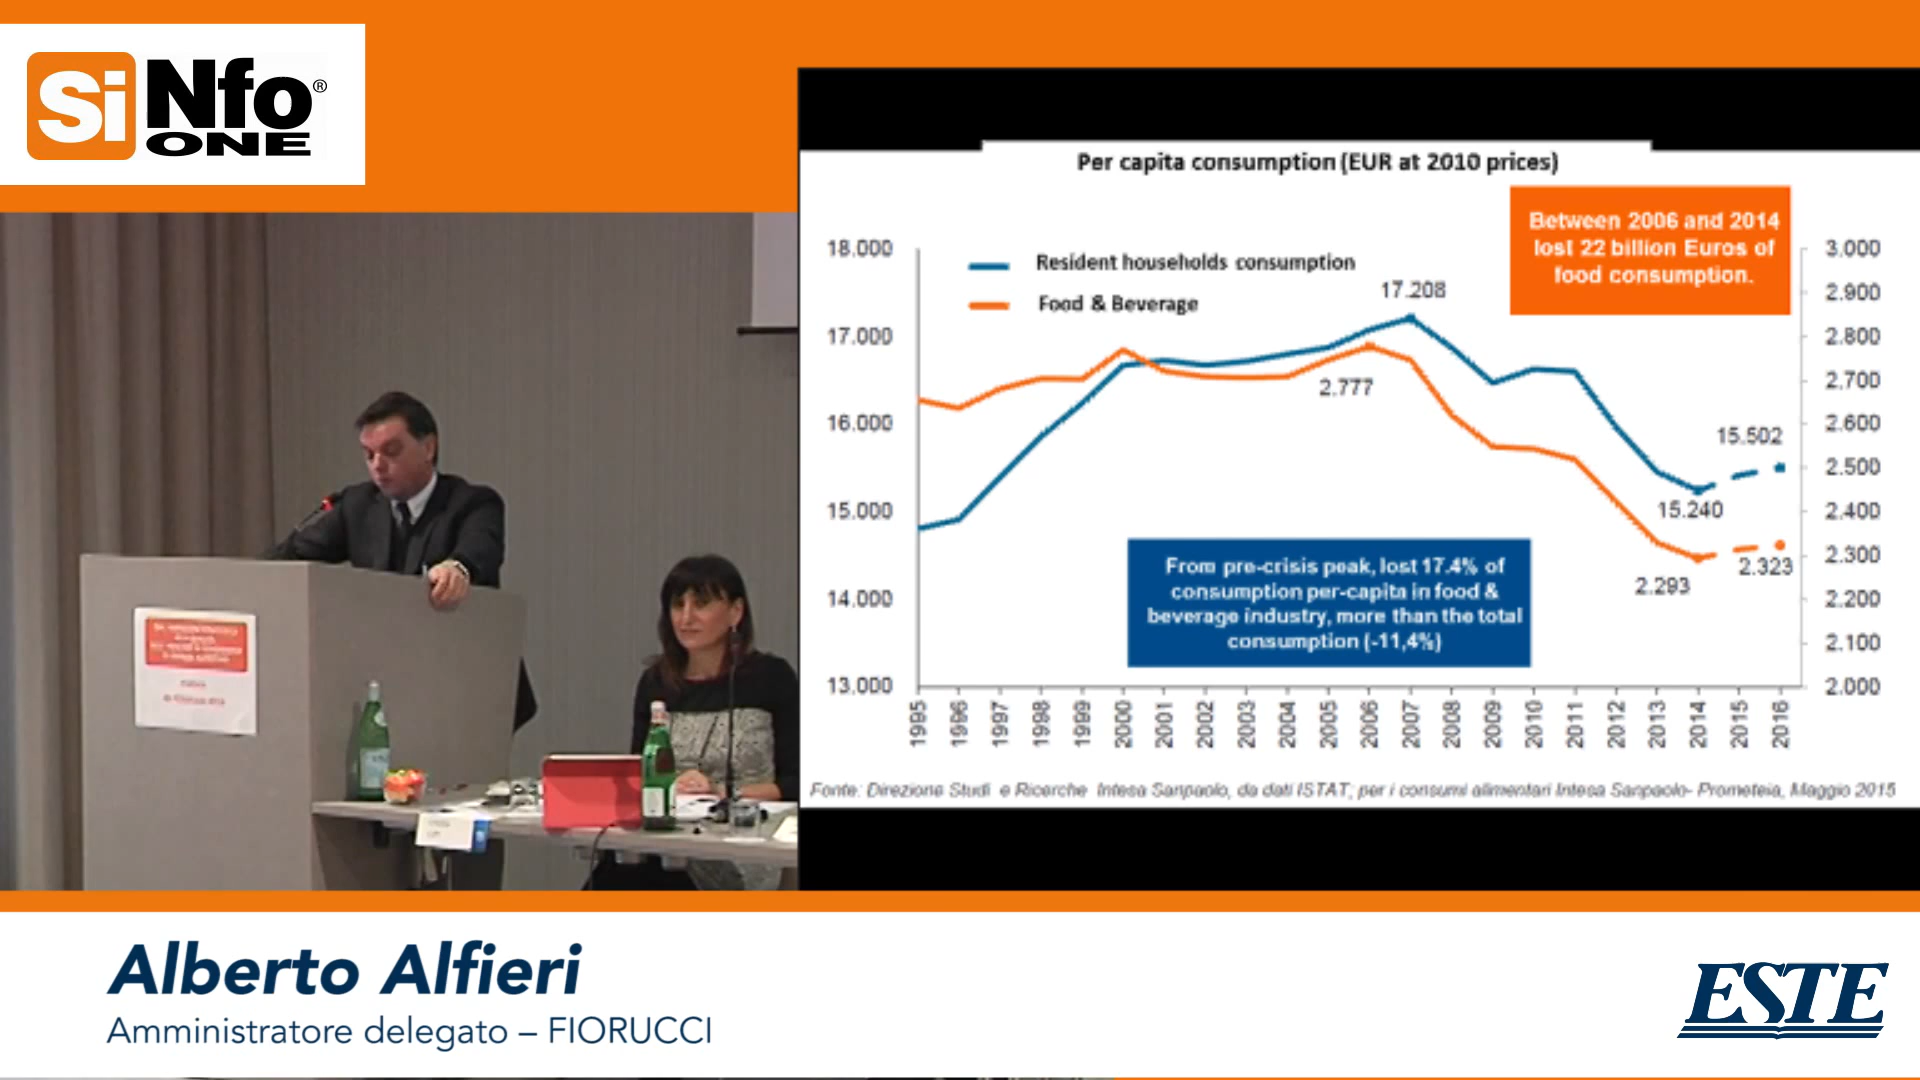 Si Nfo®
ONE
Per capita consumption (EUR at 2010 prices)
Between 2006 and 2014
lost 22 billion Euros of
food consumption.
Resident households consumption
Food & Beverage
18.000
17.000
16.000
15.000
14.000
13.000
3.000
2.900
2.800
2.700
2.600
2.500
2.400
2.300
2.200
2.100
2.000
17.208
2.777
15.502
15.240
2.323
2.293
From pre-crisis peak, lost 17.4% of
consumption per-capita in food &
beverage industry, more than the total
consumption (-11,4%)
1995 1996 1997 1998 1999 2000 2001 2002 2003 2004 2005 2006 2007 2008 2009 2010 2011 2012 2013 2014 2015 2016
Fonte: Direzione Studi e Ricerche Intesa Sanpaolo, da dati ISTAT; per i consumi alimentari Intesa Sanpaolo- Prometeia, Maggio 2015
Alberto Alfieri
Amministratore delegato – FIORUCCI
ESTE